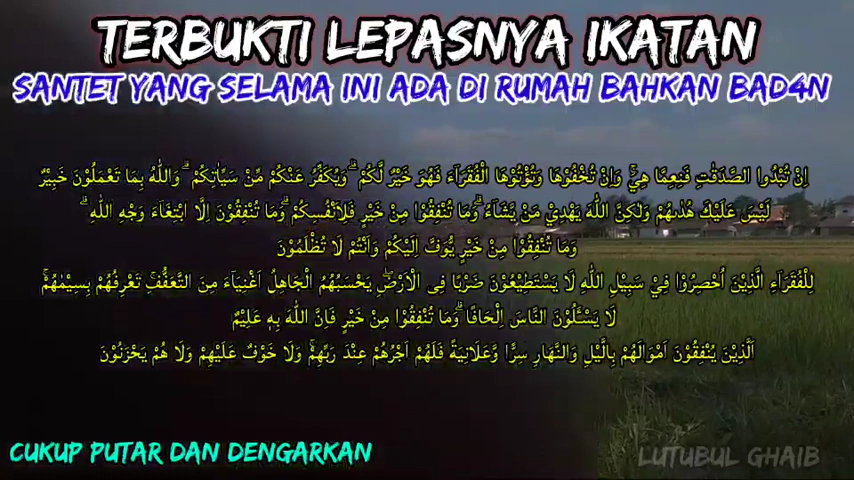 TERBUKTI LEPASNYA IKATAN
SANTET YANG SELAMA INI ADA DI RUMAH BAHKAN BAD4N
اِنْ تُبْدُوا الصَّدَقٰتِ فَنِعِمَّا هِيَۚ وَاِنْ تُخْفُوْهَا وَتُؤْتُوْهَا الْفُقَرَاۤءَ فَهُوَ خَيْرٌ لَّكُمْ ۗ وَيُكَفِّرُ عَنْكُمْ مِّنْ سَيِّاٰتِكُمْ ۗ وَاللّٰهُ بِمَا تَعْمَلُوْنَ خَبِيْرٌ
لَيْسَ عَلَيْكَ هُدٰىهُمْ وَلٰكِنَّ اللّٰهَ يَهْدِيْ مَنْ يَّشَاۤءُ ۗوَمَا تُنْفِقُوْا مِنْ خَيْرٍ فَلِاَنْفُسِكُمْ ۗوَمَا تُنْفِقُوْنَ اِلَّا ابْتِغَاۤءَ وَجْهِ اللّٰهِ ۗ
وَمَا تُنْفِقُوْا مِنْ خَيْرٍ يُّوَفَّ اِلَيْكُمْ وَاَنْتُمْ لَا تُظْلَمُوْنَ
لِلْفُقَرَاۤءِ الَّذِيْنَ اُحْصِرُوْا فِيْ سَبِيْلِ اللّٰهِ لَا يَسْتَطِيْعُوْنَ ضَرْبًا فِى الْاَرْضِۖ يَحْسَبُهُمُ الْجَاهِلُ اَغْنِيَاۤءَ مِنَ التَّعَفُّفِۚ تَعْرِفُهُمْ بِسِيْمٰهُمْۚ
لَا يَسْـَٔلُوْنَ النَّاسَ اِلْحَافًا ۗوَمَا تُنْفِقُوْا مِنْ خَيْرٍ فَاِنَّ اللّٰهَ بِهٖ عَلِيْمٌ
اَلَّذِيْنَ يُنْفِقُوْنَ اَمْوَالَهُمْ بِالَّيْلِ وَالنَّهَارِ سِرًّا وَّعَلَانِيَةً فَلَهُمْ اَجْرُهُمْ عِنْدَ رَبِّهِمْۚ وَلَا خَوْفٌ عَلَيْهِمْ وَلَا هُمْ يَحْزَنُوْنَ
CUKUP PUTAR DAN DENGARKAN
LUTUBUL GHAIB